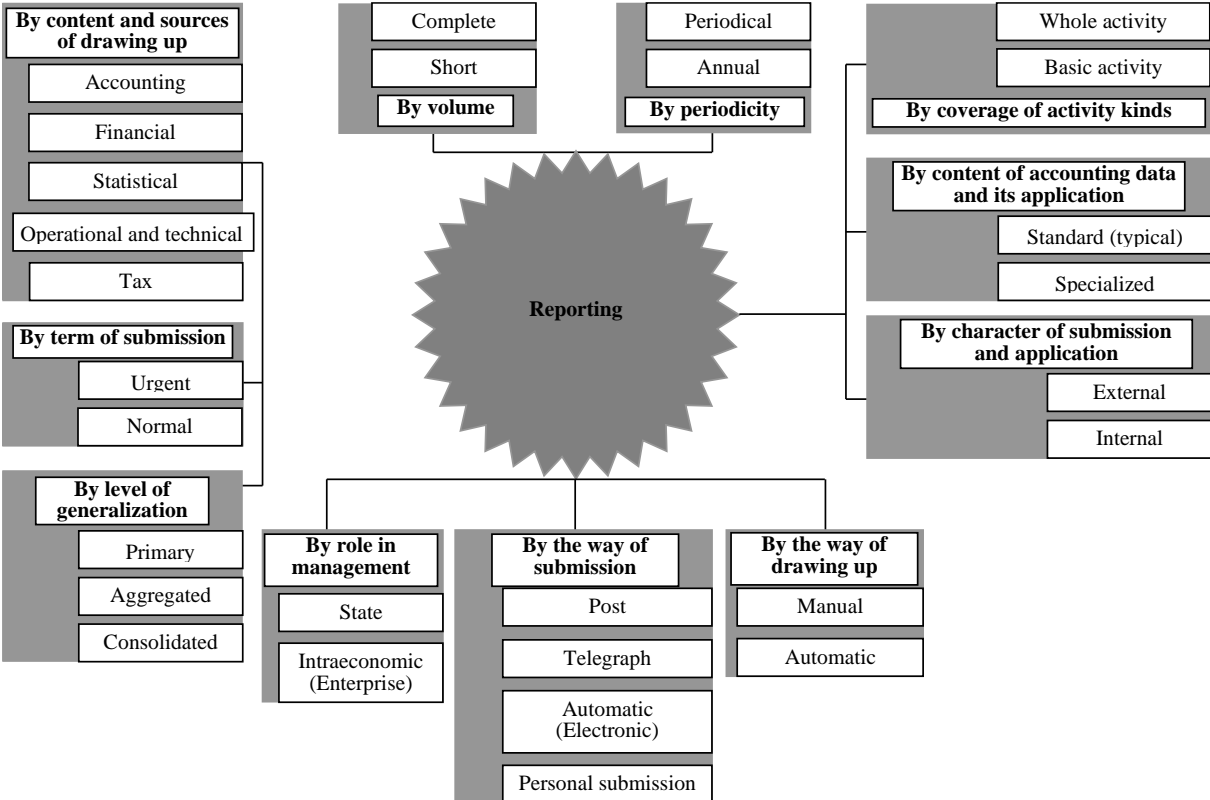 By content and sources
of drawing up
Accounting
Financial
Statistical
Operational and technical
Tax
By term of submission
Urgent
Normal
By level of
generalization
Primary
Aggregated
Consolidated
Complete
Short
By volume
Periodical
Annual
By periodicity
Reporting
Whole activity
Basic activity
By coverage of activity kinds
By content of accounting data
and its application
Standard (typical)
Specialized
By character of submission
and application
External
Internal
By role in
management
State
Intraeconomic
(Enterprise)
By the way of
submission
Post
Telegraph
Automatic
(Electronic)
Personal submission
By the way of
drawing up
Manual
Automatic